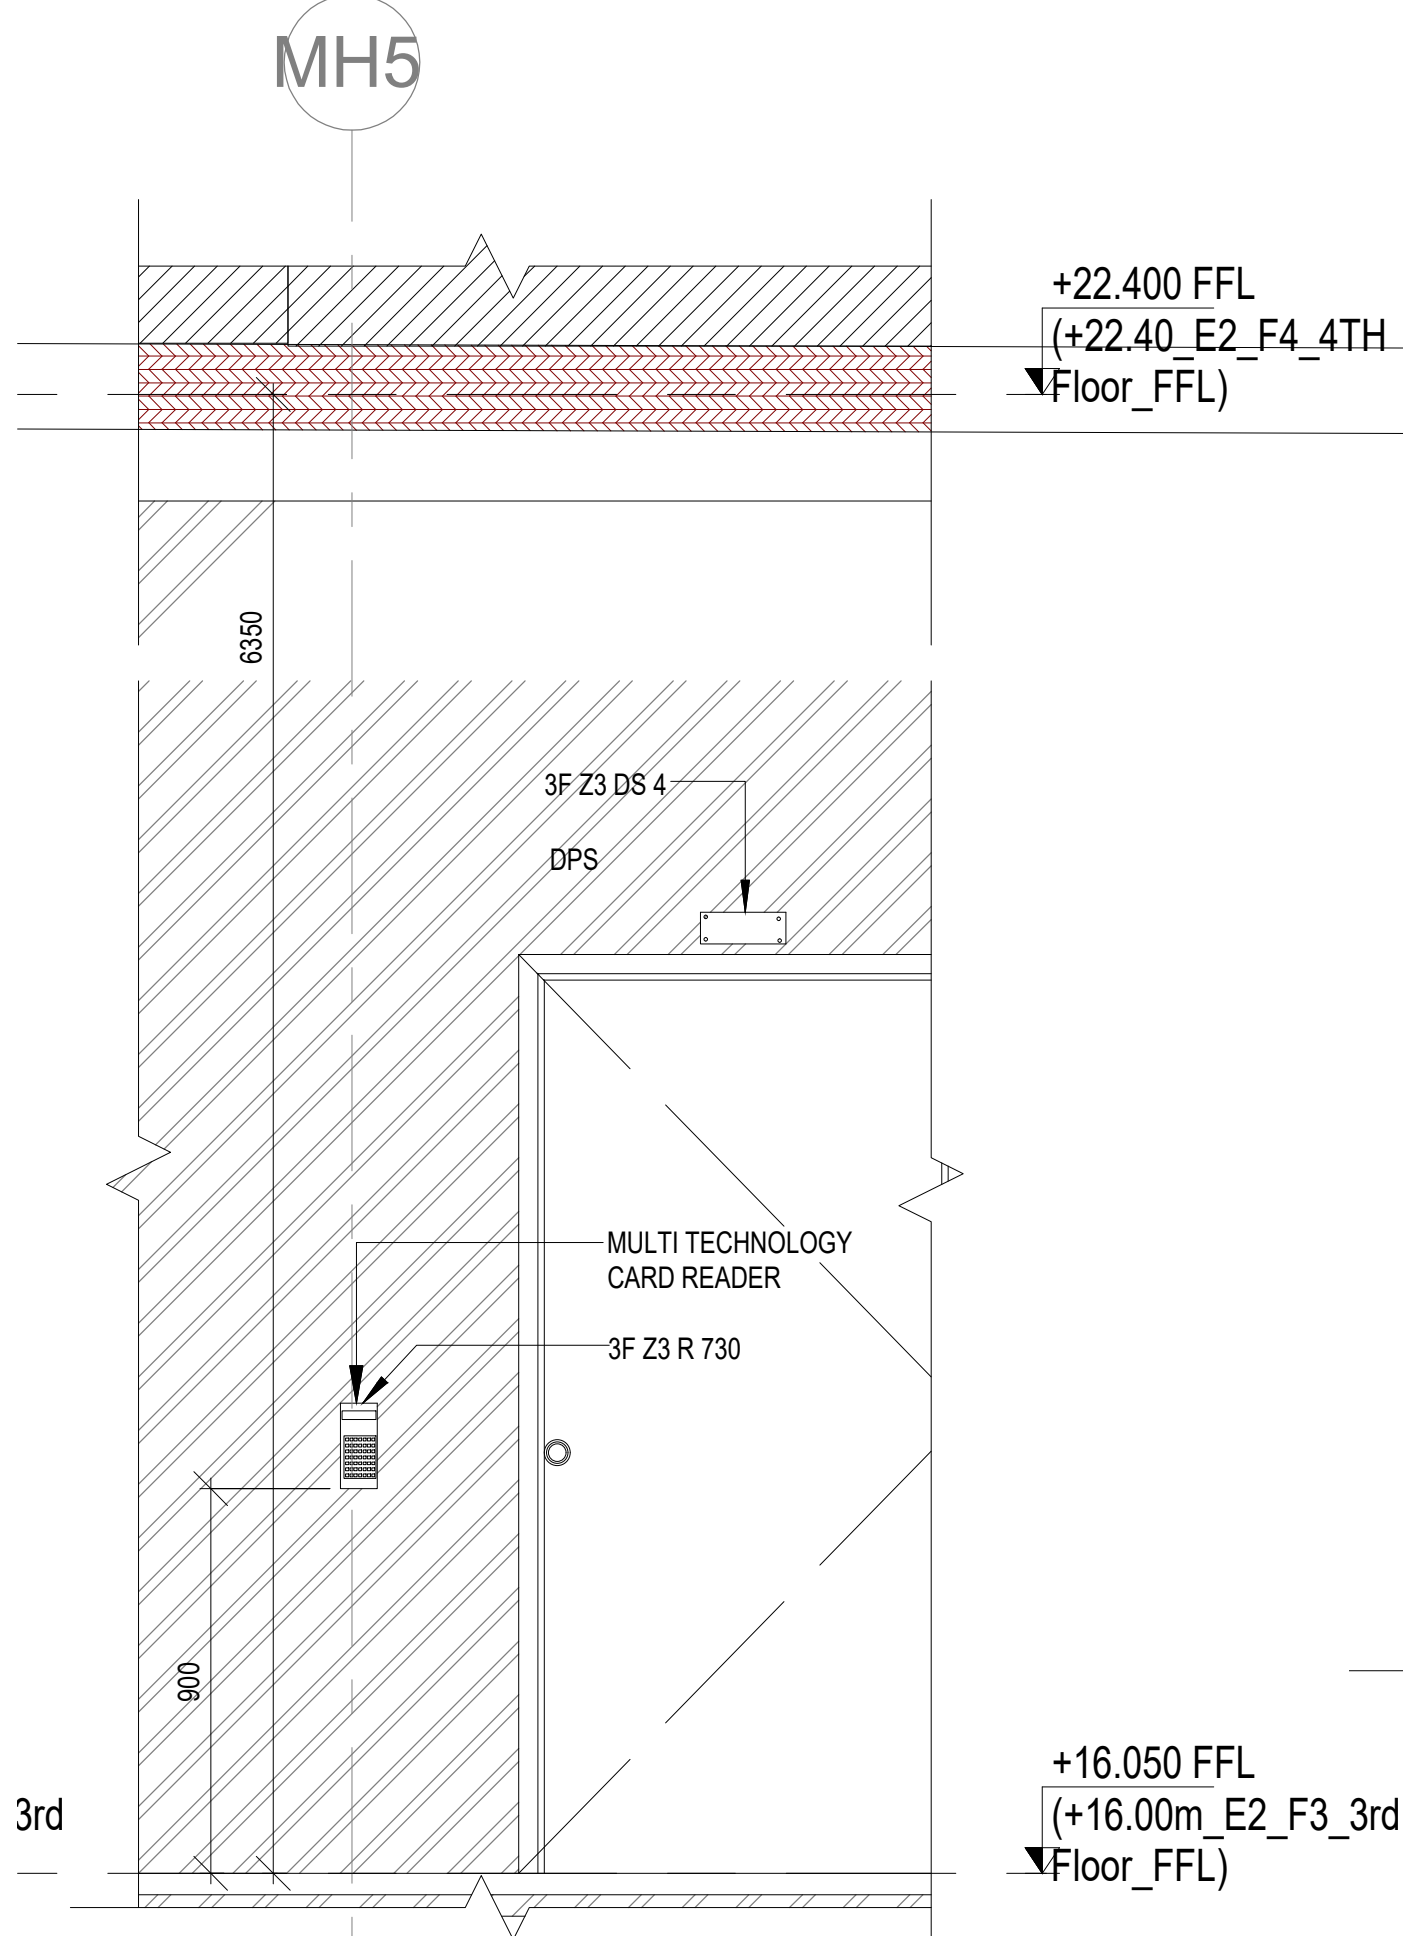 MH5
+22.400 FFL
(+22.40_E2_F4_4TH
Floor_FFL)
6350
3F Z3 DS 4
DPS
MULTI TECHNOLOGY
CARD READER
3F Z3 R 730
900
3rd
+16.050 FFL
(+16.00m_E2_F3_3rd
Floor_FFL)